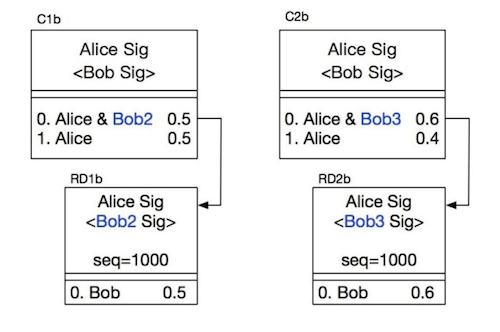 C1b
Alice Sig
<Bob Sig>
0. Alice & Bob2 0.5
1. Alice 0.5
RD1b
Alice Sig
<Bob2 Sig>
seq=1000
0. Bob 0.5
C2b
Alice Sig
<Bob Sig>
0. Alice & Bob3 0.6
1. Alice 0.4
RD2b
Alice Sig
<Bob3 Sig>
seq=1000
0. Bob 0.6